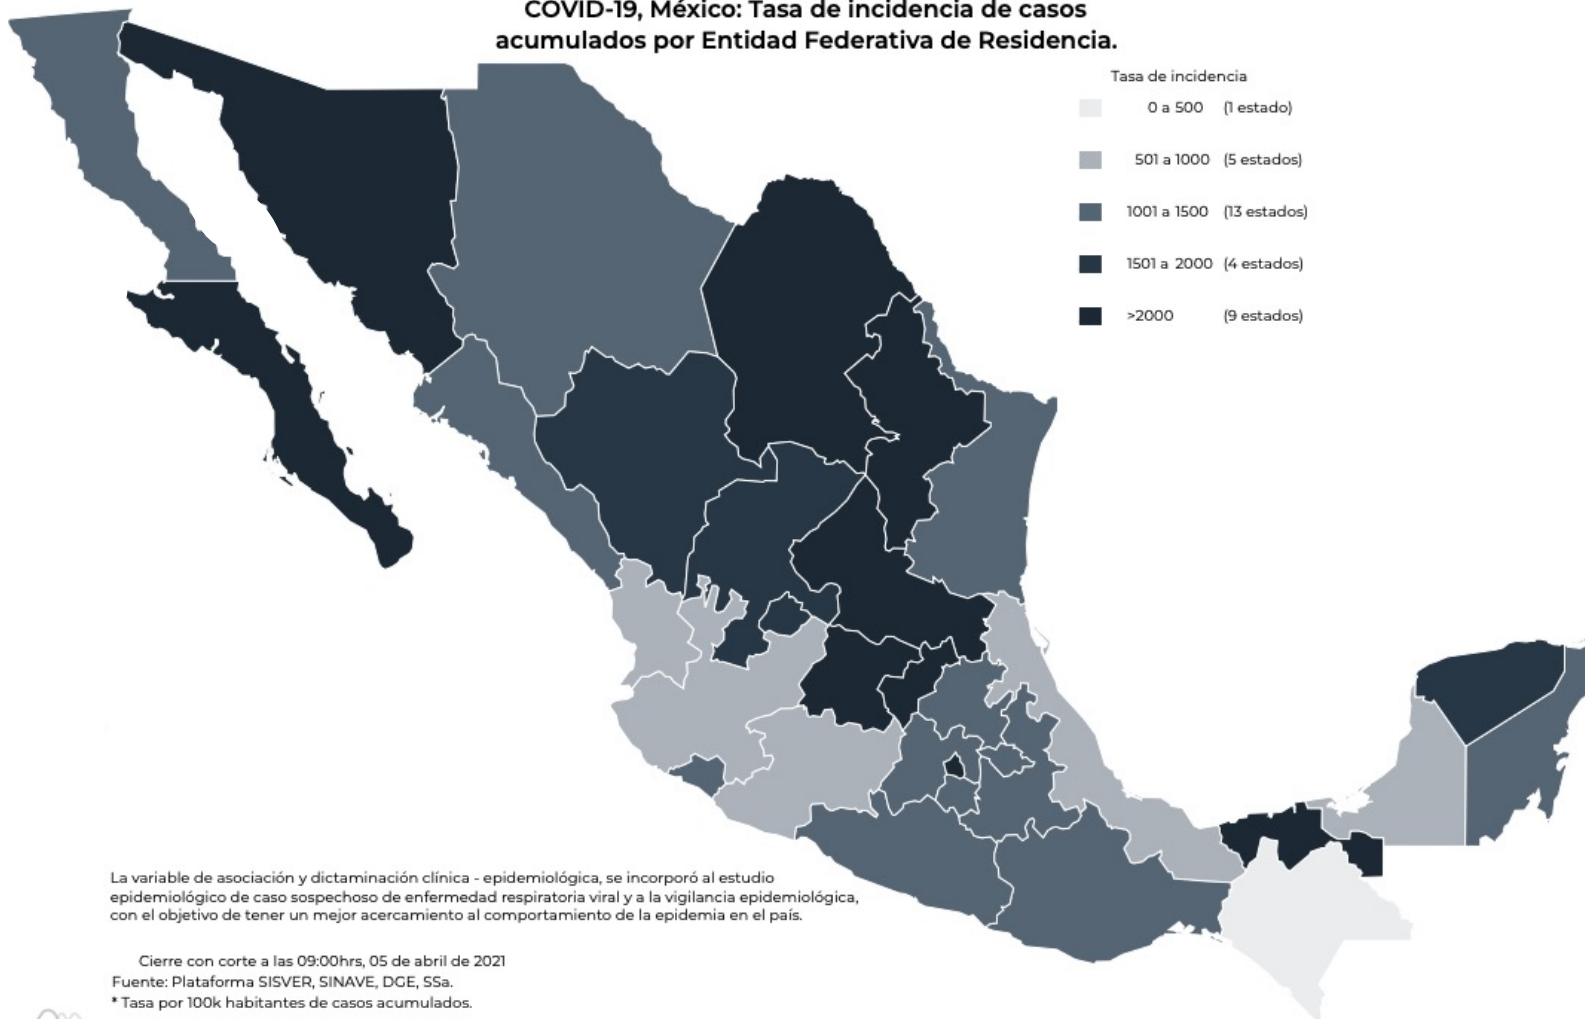 COVID-19, México: Tasa de incidencia de casos
acumulados por Entidad Federativa de Residencia.
Tasa de incidencia
0 a 500 (1 estado)
501 a 1000 (5 estados)
1001 a 1500 (13 estados)
1501 a 2000 (4 estados)
>2000 (9 estados)
La variable de asociación y dictaminación clínica - epidemiológica, se incorporó al estudio
epidemiológico de caso sospechoso de enfermedad respiratoria viral y a la vigilancia epidemiológica,
con el objetivo de tener un mejor acercamiento al comportamiento de la epidemia en el país.
Cierre con corte a las 09:00hrs, 05 de abril de 2021
Fuente: Plataforma SISVER, SINAVE, DGE, SSa.
* Tasa por 100k habitantes de casos acumulados.